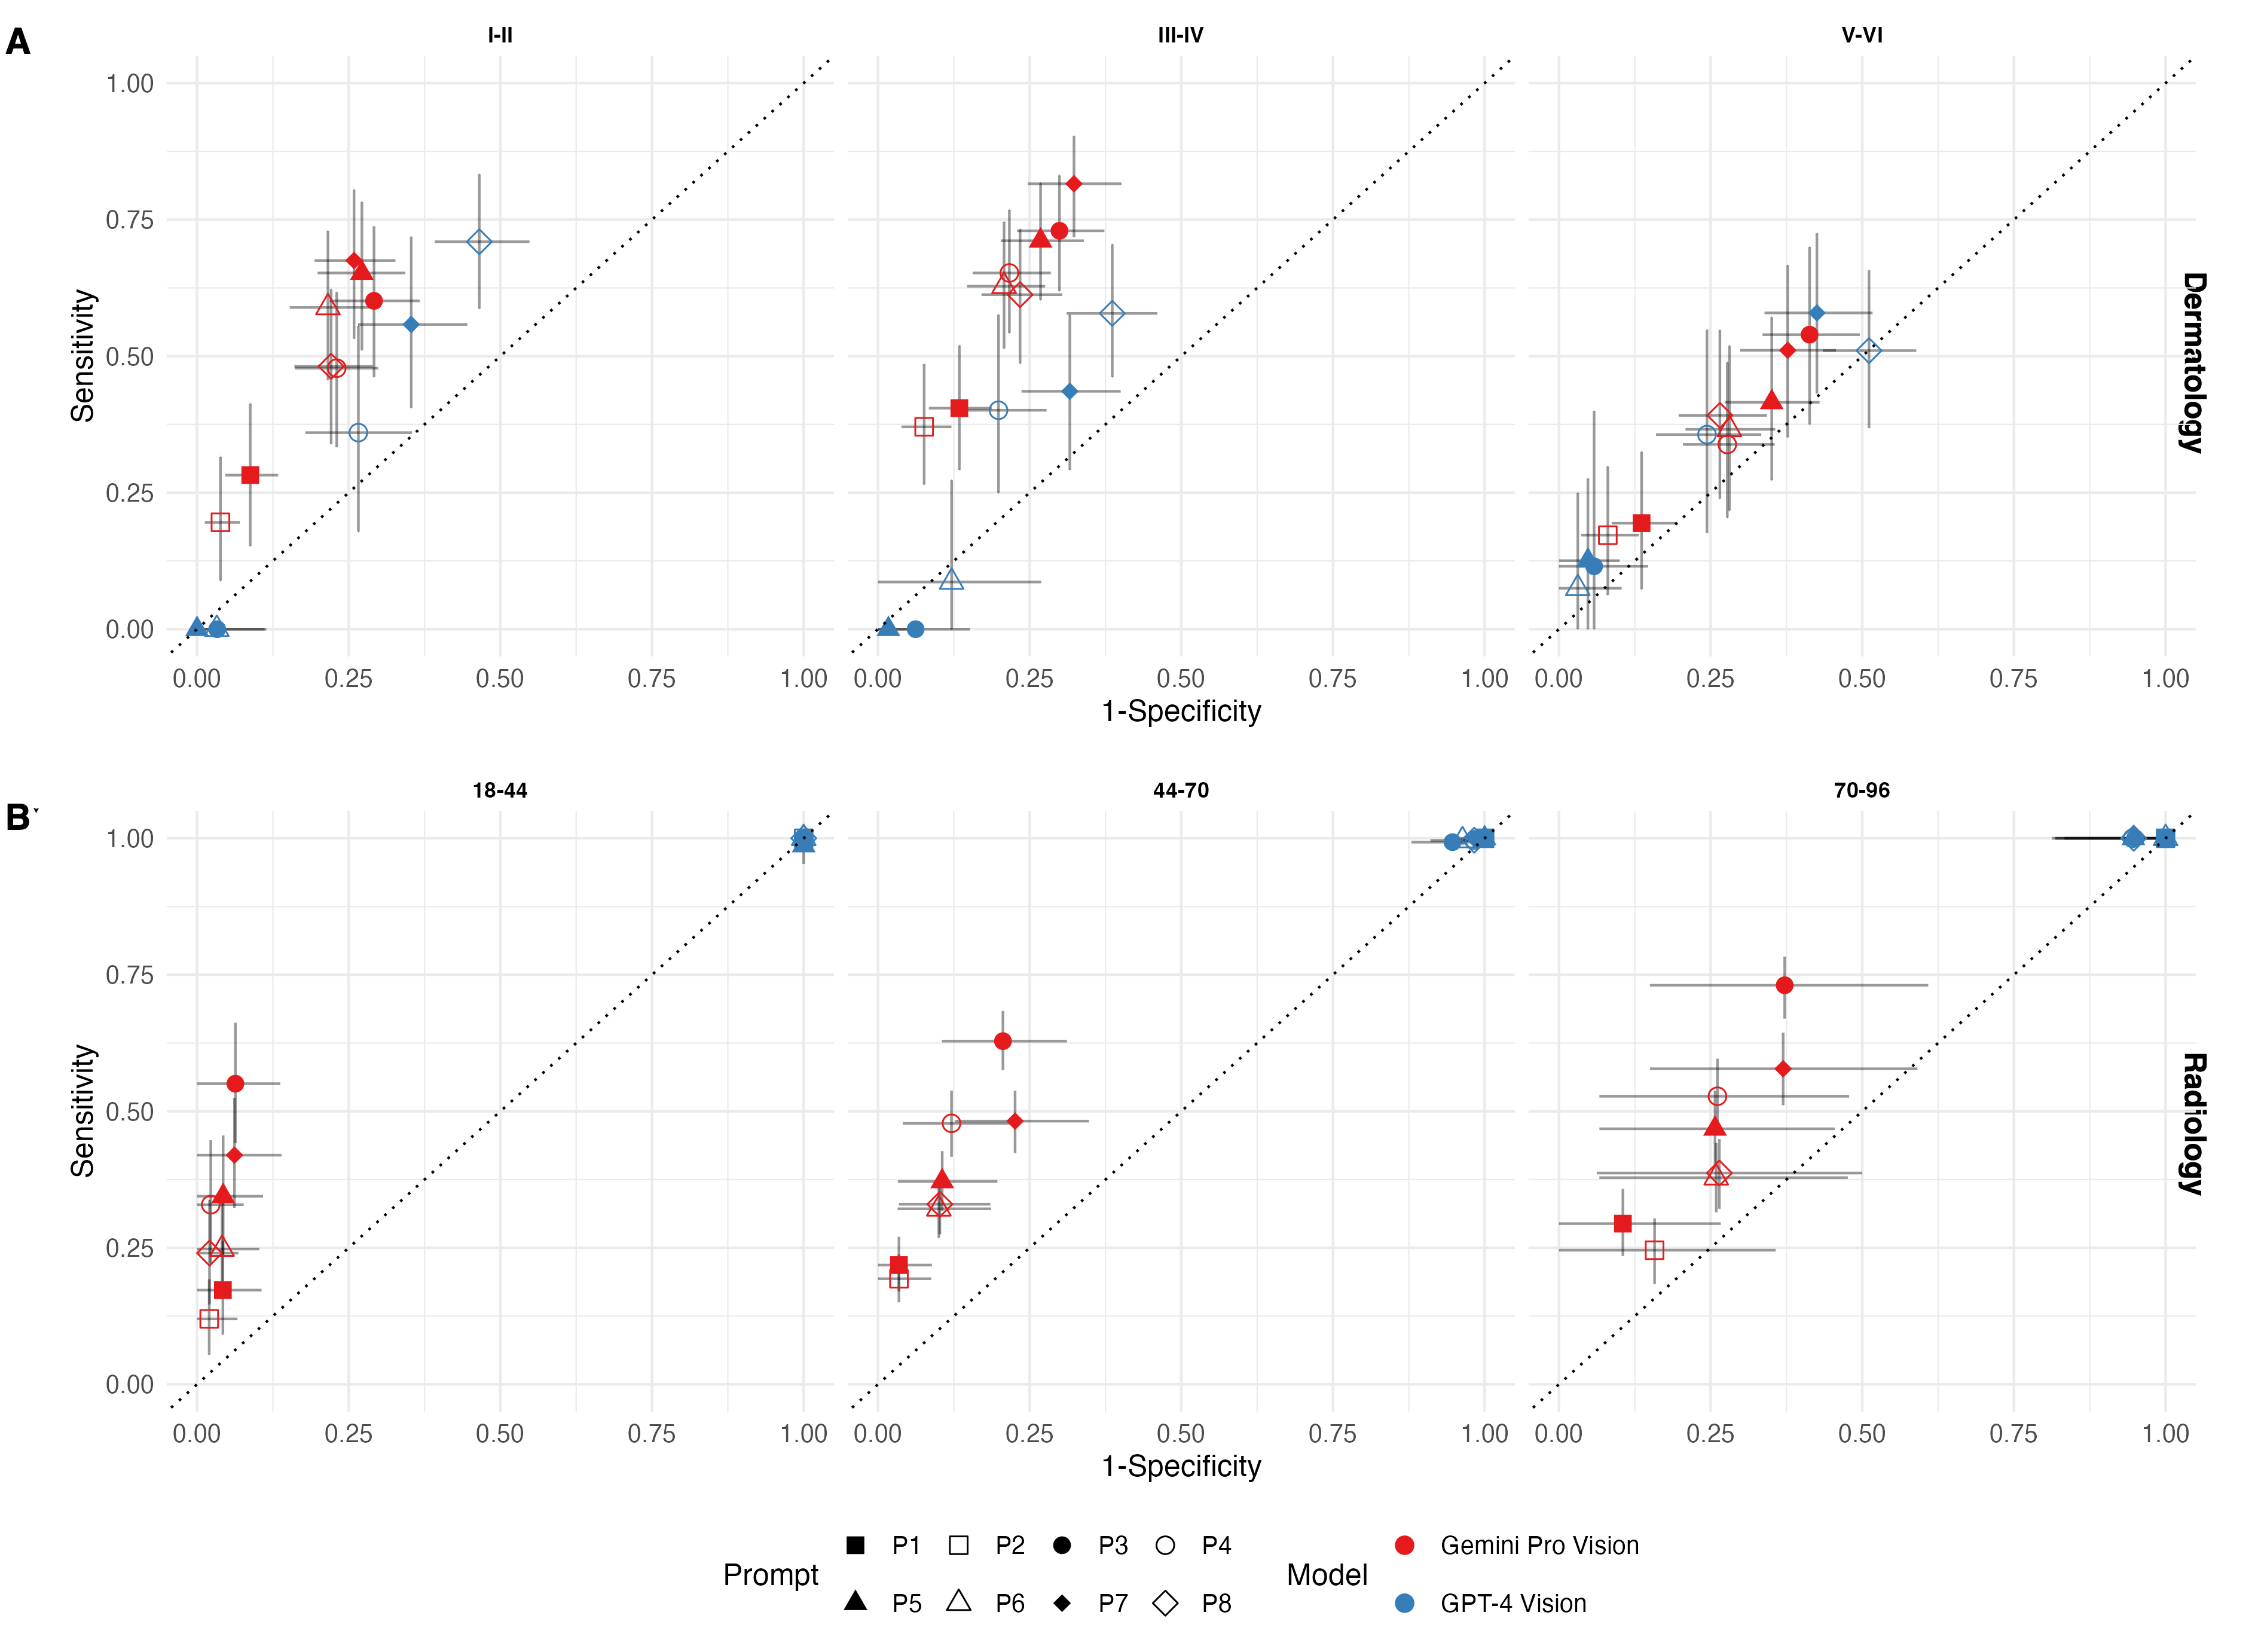 A
I-II
III-IV
V-VI
1.00
0.75
0.50
0.25
0.00
Sensitivity
Dermatology
0.00 0.25 0.50 0.75 1.00 0.00 0.25 0.50 0.75 1.00 0.00 0.25 0.50 0.75 1.00
1-Specificity
B
18-44
44-70
70-96
1.00
0.75
0.50
0.25
0.00
Sensitivity
Radiology
0.00 0.25 0.50 0.75 1.00 0.00 0.25 0.50 0.75 1.00 0.00 0.25 0.50 0.75 1.00
1-Specificity
Prompt
P1 P2 P3 P4
P5 P6 P7 P8
Model
Gemini Pro Vision
GPT-4 Vision